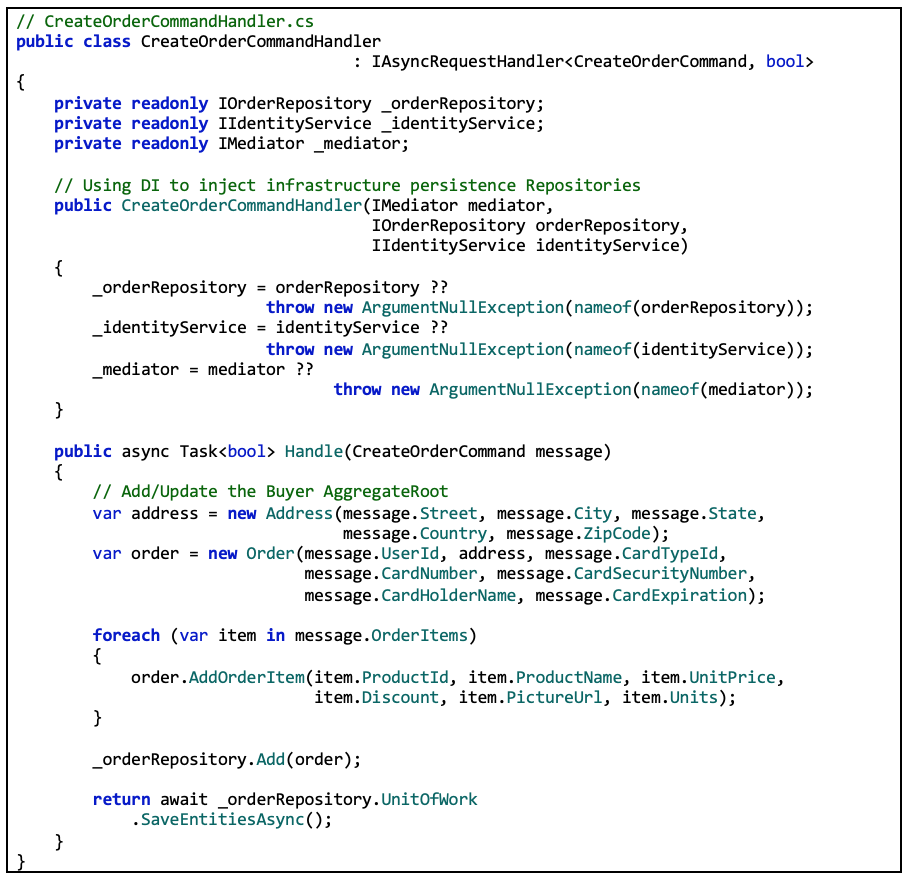 // CreateOrderCommandHandler.cs
public class CreateOrderCommandHandler
: IAsyncRequestHandler<CreateOrderCommand, bool>
{
private readonly IOrderRepository _orderRepository;
private readonly IIdentityService _identityService;
private readonly IMediator _mediator;
// Using DI to inject infrastructure persistence Repositories
public CreateOrderCommandHandler(IMediator mediator,
IOrderRepository orderRepository,
IIdentityService identityService)
{
_orderRepository = orderRepository ??
throw new ArgumentNullException(nameof(orderRepository));
_identityService = identityService ??
throw new ArgumentNullException(nameof(identityService));
_mediator = mediator ??
throw new ArgumentNullException(nameof(mediator));
}
public async Task<bool> Handle(CreateOrderCommand message)
{
// Add/Update the Buyer AggregateRoot
var address = new Address(message.Street, message.City, message.State,
message.Country, message.ZipCode);
var order = new Order(message.UserId, address, message.CardTypeId,
message.CardNumber, message.CardSecurityNumber,
message.CardHolderName, message.CardExpiration);
foreach (var item in message.OrderItems)
{
order.AddOrderItem(item.ProductId, item.ProductName, item.UnitPrice,
item.Discount, item.PictureUrl, item.Units);
}
_orderRepository.Add(order);
return await _orderRepository.UnitOfWork
.SaveEntitiesAsync();
}
}